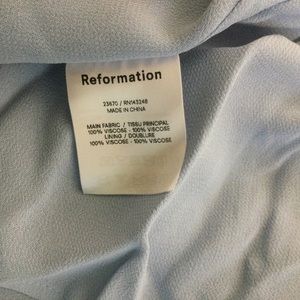 Reformation
23670 / RN143248
MADE IN CHINA
MAIN FABRIC / TISSU PRINCIPAL
100% VISCOSE - 100% VISCOSE
LINING / DOUBLURE
100% VISCOSE - 100% VISCOSE